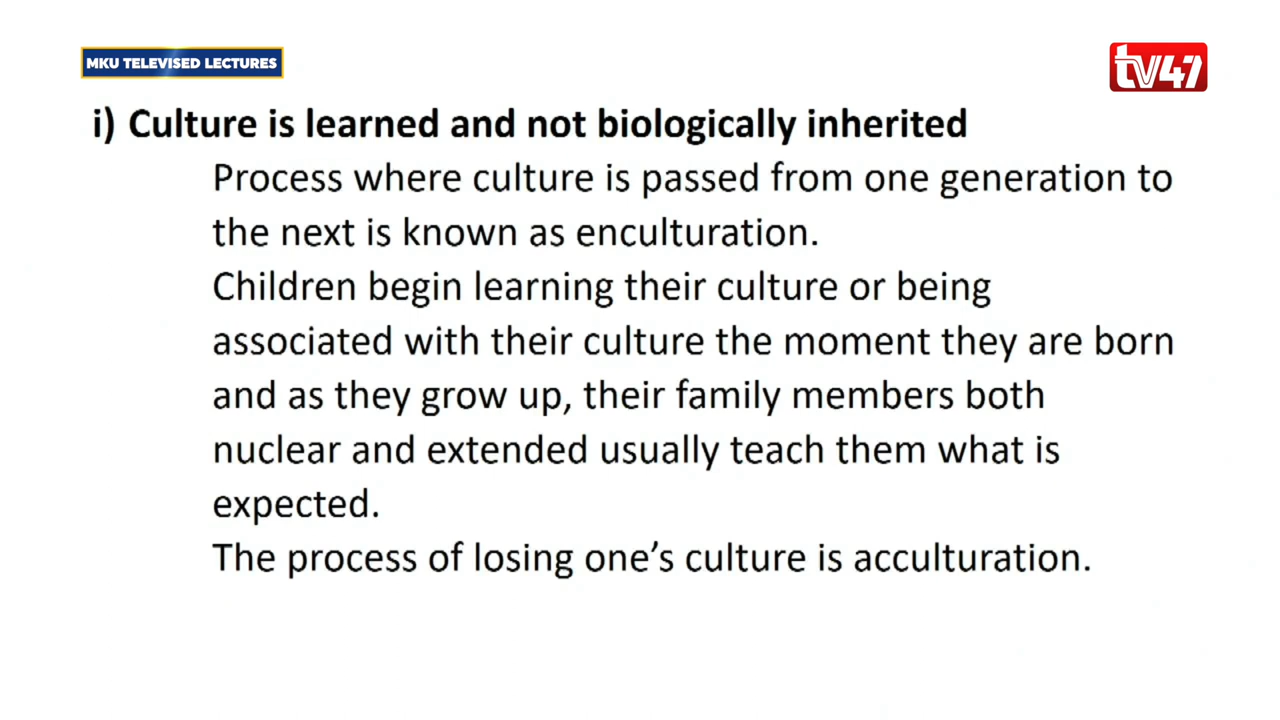 MKU TELEVISED LECTURES
tv47
i) Culture is learned and not biologically inherited
Process where culture is passed from one generation to
the next is known as enculturation.
Children begin learning their culture or being
associated with their culture the moment they are born
and as they grow up, their family members both
nuclear and extended usually teach them what is
expected.
The process of losing one’s culture is acculturation.